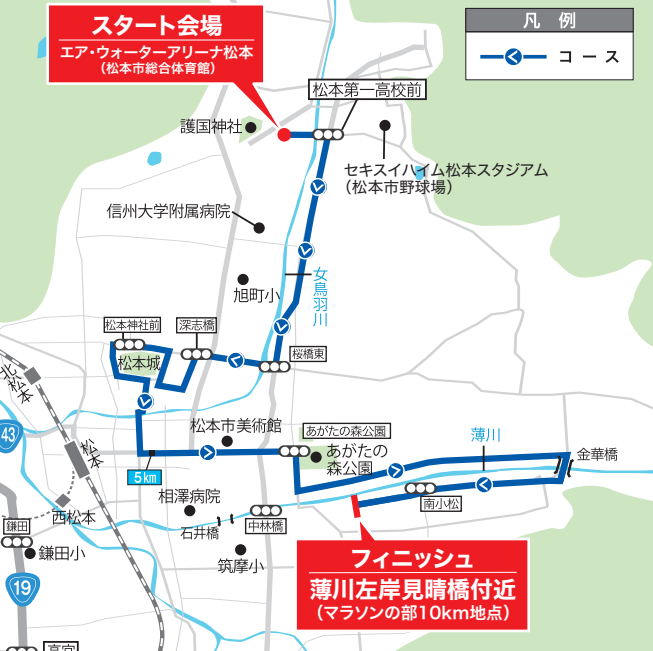 スタート会場
エア・ウォーターアリーナ松本
（松本市総合体育館）
凡 例
コース
松本第一高校前
護国神社
セキスイハイム松本スタジアム
（松本市野球場）
信州大学附属病院
旭町小
女鳥羽川
松本神社前
深志橋
桜橋東
松本城
北松本
43
松本
松本市美術館
あがたの森公園
あがたの
森公園
薄川
金華橋
5km
相澤病院
南小松
西松本
石井橋
中林橋
鎌田
鎌田小
筑摩小
19
フィニッシュ
薄川左岸見晴橋付近
（マラソンの部10km地点）
高宮